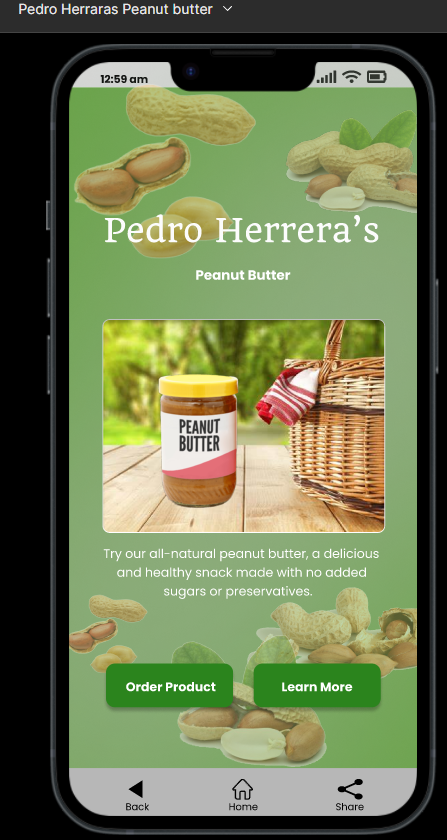 Pedro Herraras Peanut butter
12:59 am
Pedro Herrera's
Peanut Butter
PEANUT
BUTTER
Try our all-natural peanut butter, a delicious
and healthy snack made with no added
sugars or preservatives.
Order Product
Learn More
Back
Home
Share